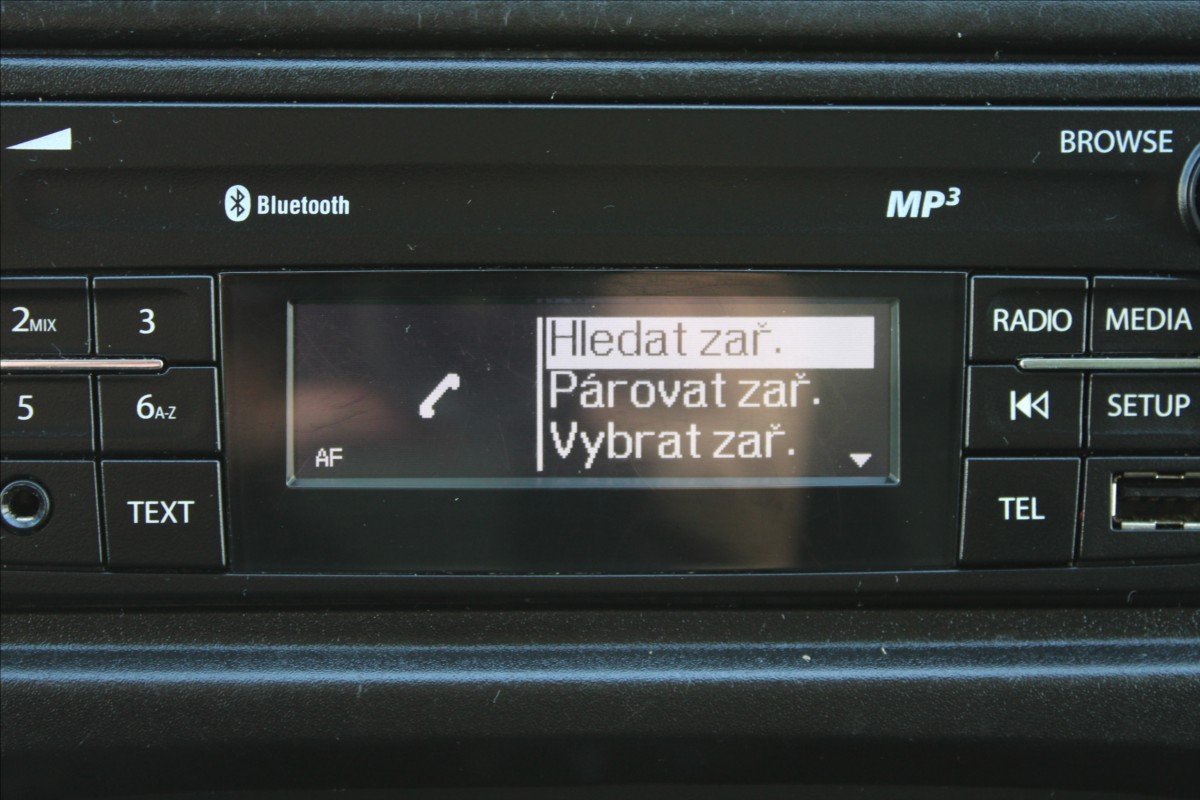 BROWSE
Bluetooth
MP3
2MIX
3
Hledat zař.
RADIO
MEDIA
Párovat zař.
5
6A-Z
SETUP
Vybrat zař.
AF
TEXT
TEL